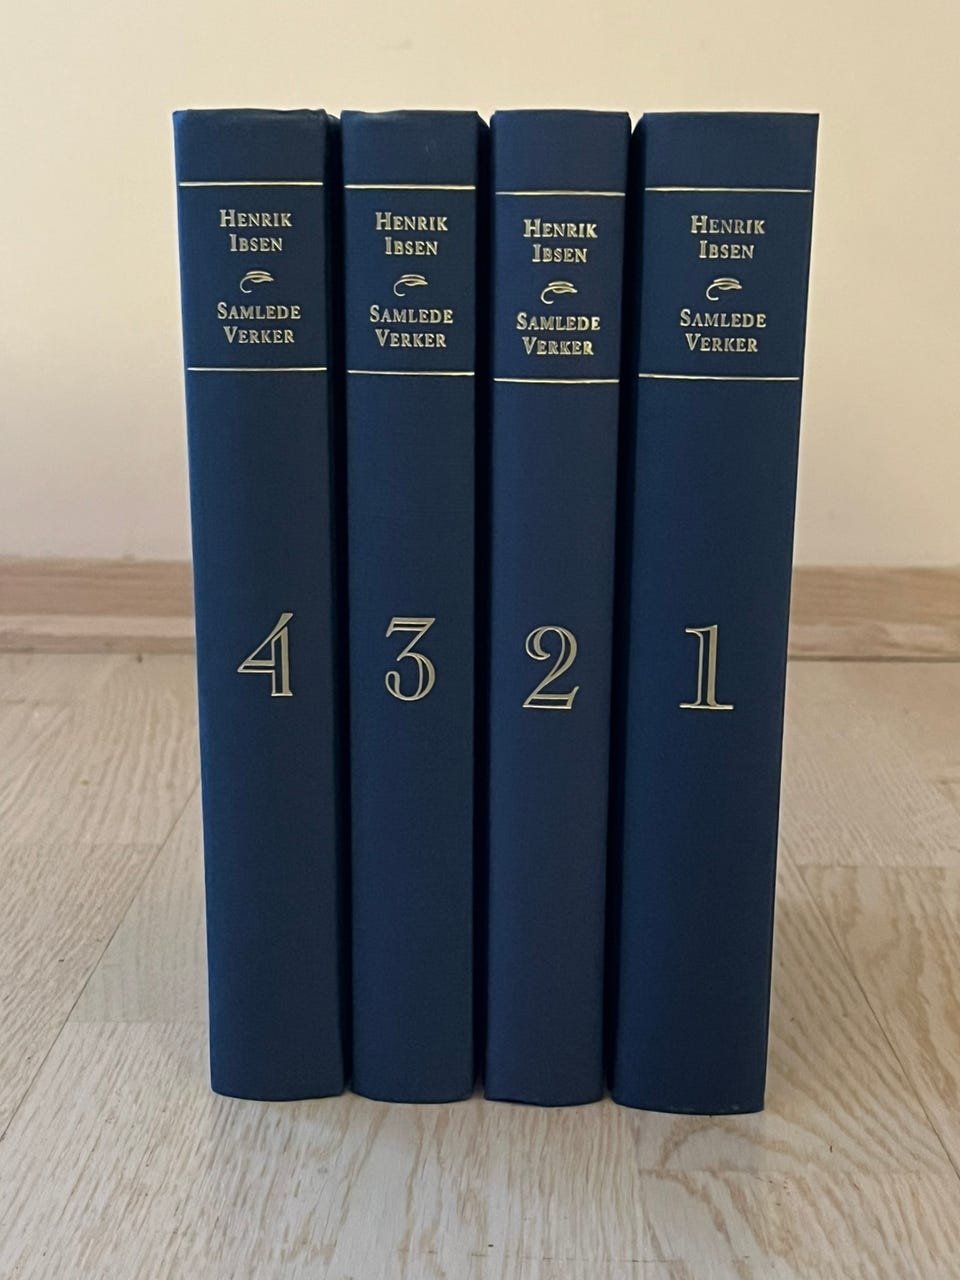 HENRIK
IBSEN
SAMLEDE
VERKER
4
HENRIK
IBSEN
SAMLEDE
VERKER
3
HENRIK
IBSEN
SAMLEDE
VERKER
2
HENRIK
IBSEN
SAMLEDE
VERKER
1